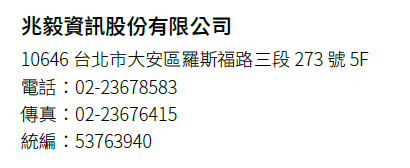 兆毅資訊股份有限公司
10646 台北市大安區羅斯福路三段 273 號 5F
電話：02-23678583
傳真：02-23676415
統編：53763940